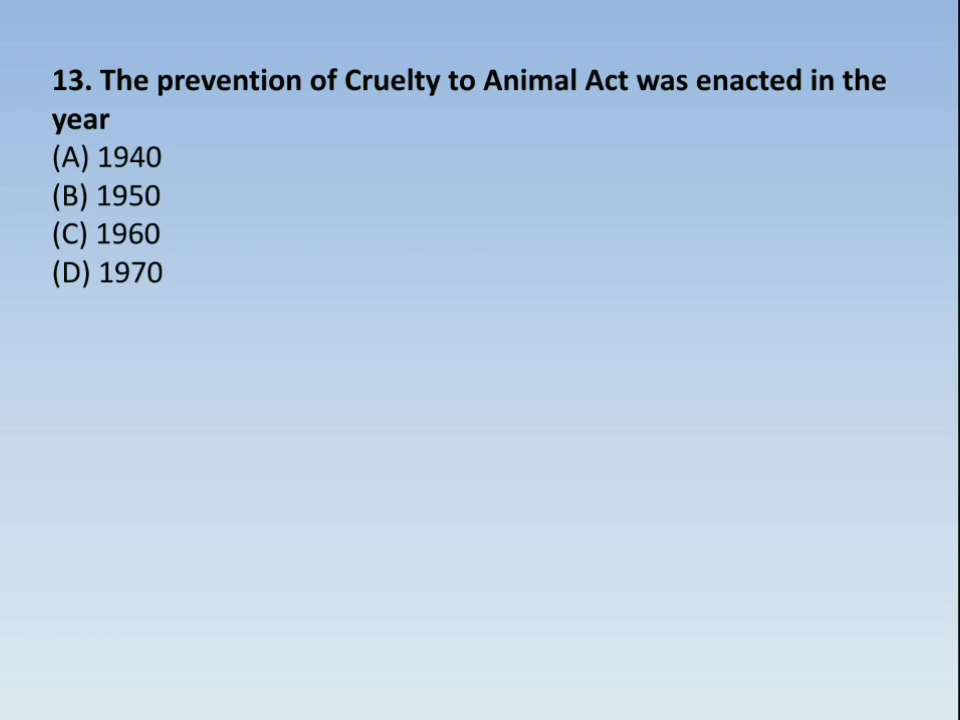 13. The prevention of Cruelty to Animal Act was enacted in the
year
(A) 1940
(B) 1950
(C) 1960
(D) 1970